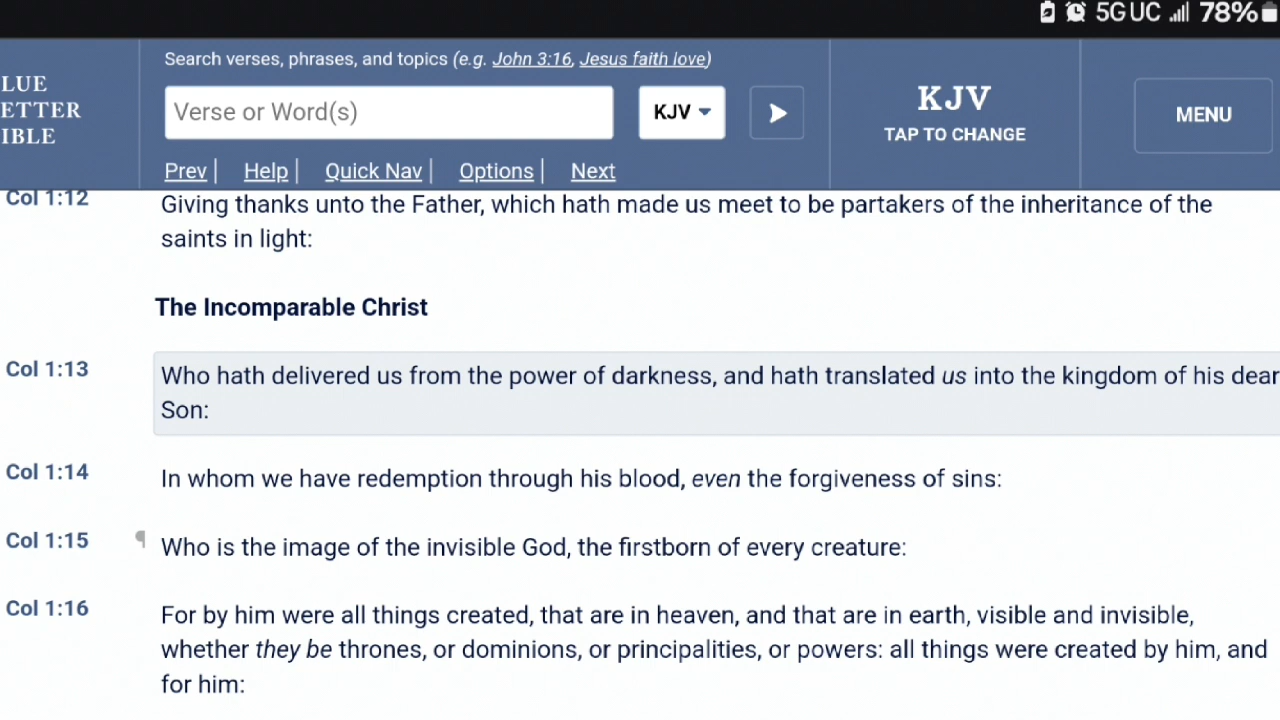 5G UC 78%
LUE
ETTER
IBLE
Search verses, phrases, and topics (e.g. John 3:16, Jesus faith love)
Verse or Word(s)
KJV
KJV
TAP TO CHANGE
MENU
Prev | Help | Quick Nav | Options | Next
Col 1:12 Giving thanks unto the Father, which hath made us meet to be partakers of the inheritance of the
saints in light:
The Incomparable Christ
Col 1:13 Who hath delivered us from the power of darkness, and hath translated us into the kingdom of his dear
Son:
Col 1:14 In whom we have redemption through his blood, even the forgiveness of sins:
Col 1:15 ¶ Who is the image of the invisible God, the firstborn of every creature:
Col 1:16 For by him were all things created, that are in heaven, and that are in earth, visible and invisible,
whether they be thrones, or dominions, or principalities, or powers: all things were created by him, and
for him: